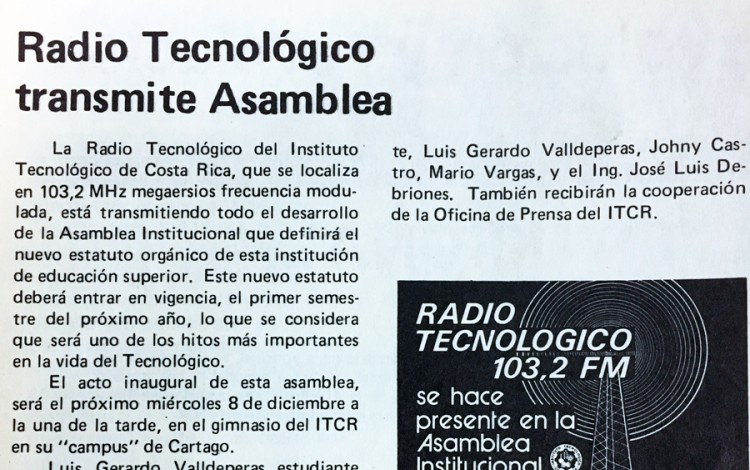 Radio Tecnológico
transmite Asamblea
La Radio Tecnológico del Instituto
Tecnológico de Costa Rica, que se localiza
en 103,2 MHz megaersios frecuencia modu-
lada, está transmitiendo todo el desarrollo
de la Asamblea Institucional que definirá el
nuevo estatuto orgánico de esta institución
de educación superior. Este nuevo estatuto
deberá entrar en vigencia, el primer semes-
tre del próximo año, lo que se considera
que será uno de los hitos más importantes
en la vida del Tecnológico.
El acto inaugural de esta asamblea,
será el próximo miércoles 8 de diciembre a
la una de la tarde, en el gimnasio del ITCR
en su "campus" de Cartago.
Luis Gerardo Valldeperas estudiante
te, Luis Gerardo Valldeperas, Johny Cas-
tro, Mario Vargas, y el Ing. José Luis De-
briones. También recibirán la cooperación
de la Oficina de Prensa del ITCR.
RADIO
TECNOLOGICO
103,2 FM
se hace
presente en la
Asamblea
Institucional